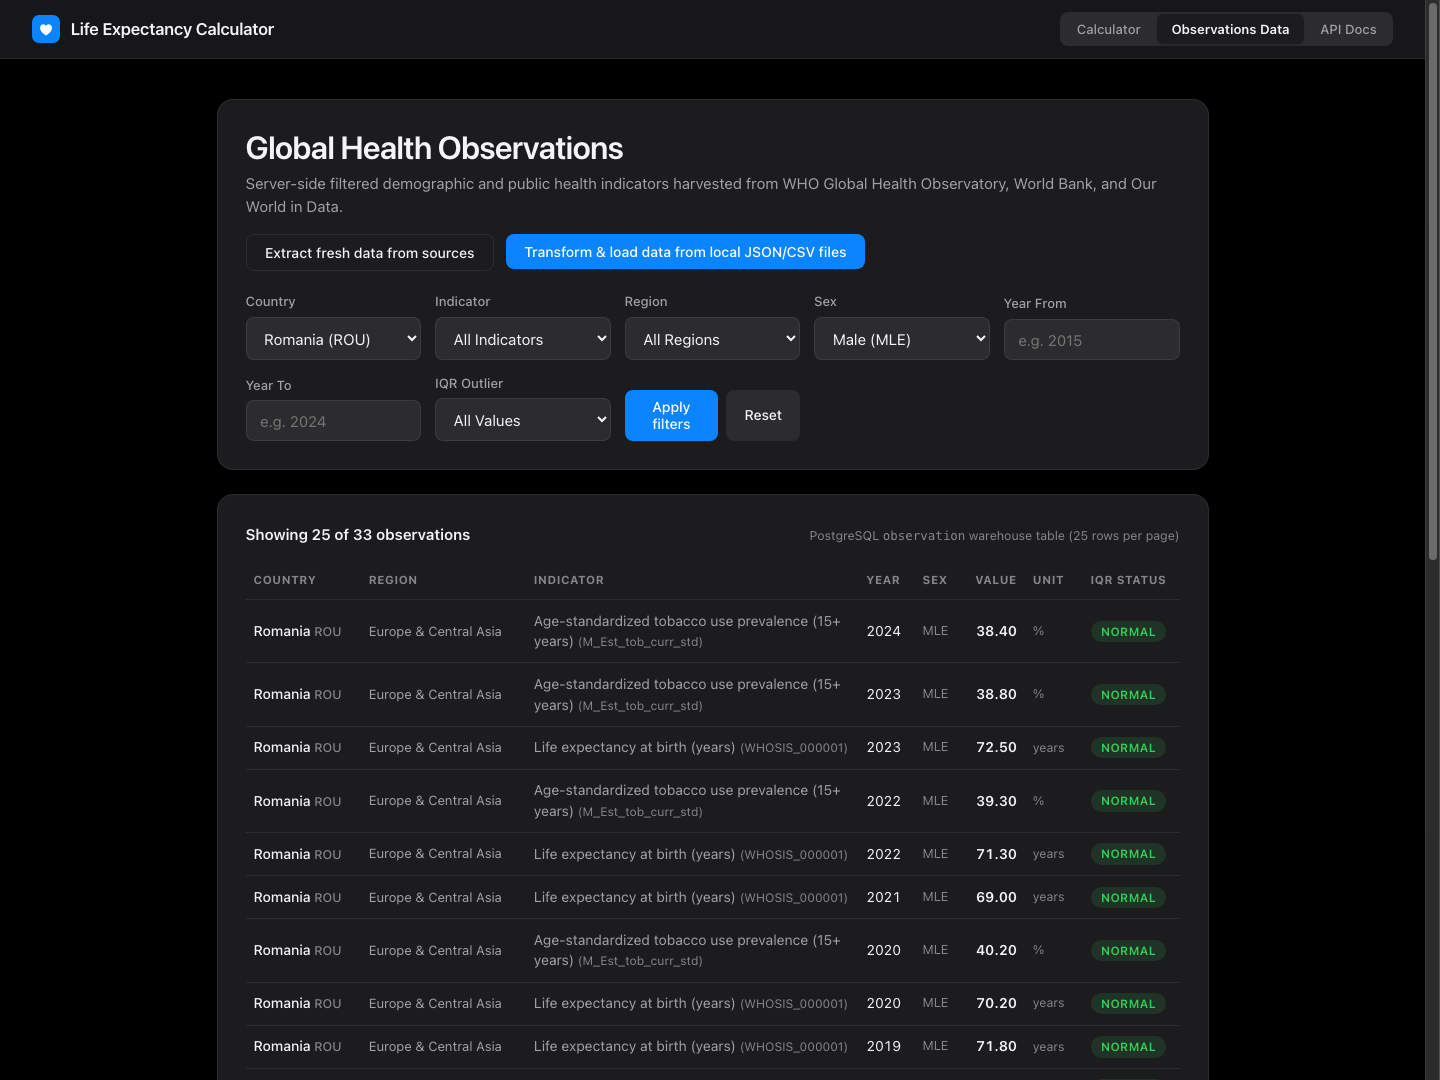 Life Expectancy Calculator
Calculator
Observations Data
API Docs
Global Health Observations
Server-side filtered demographic and public health indicators harvested from WHO Global Health Observatory, World Bank, and Our
World in Data.
Extract fresh data from sources
Transform & load data from local JSON/CSV files
Country
Indicator
Region
Sex
Year From
Romania (ROU)
All Indicators
All Regions
Male (MLE)
e.g. 2015
Year To
IQR Outlier
e.g. 2024
All Values
Apply
filters
Reset
Showing 25 of 33 observations
PostgreSQL observation warehouse table (25 rows per page)
COUNTRY REGION INDICATOR YEAR SEX VALUE UNIT IQR STATUS
Romania ROU Europe & Central Asia Age-standardized tobacco use prevalence (15+
years) (M_Est_tob_curr_std) 2024 MLE 38.40 % NORMAL
Romania ROU Europe & Central Asia Age-standardized tobacco use prevalence (15+
years) (M_Est_tob_curr_std) 2023 MLE 38.80 % NORMAL
Romania ROU Europe & Central Asia Life expectancy at birth (years) (WHOSIS_000001) 2023 MLE 72.50 years NORMAL
Romania ROU Europe & Central Asia Age-standardized tobacco use prevalence (15+
years) (M_Est_tob_curr_std) 2022 MLE 39.30 % NORMAL
Romania ROU Europe & Central Asia Life expectancy at birth (years) (WHOSIS_000001) 2022 MLE 71.30 years NORMAL
Romania ROU Europe & Central Asia Life expectancy at birth (years) (WHOSIS_000001) 2021 MLE 69.00 years NORMAL
Romania ROU Europe & Central Asia Age-standardized tobacco use prevalence (15+
years) (M_Est_tob_curr_std) 2020 MLE 40.20 % NORMAL
Romania ROU Europe & Central Asia Life expectancy at birth (years) (WHOSIS_000001) 2020 MLE 70.20 years NORMAL
Romania ROU Europe & Central Asia Life expectancy at birth (years) (WHOSIS_000001) 2019 MLE 71.80 years NORMAL